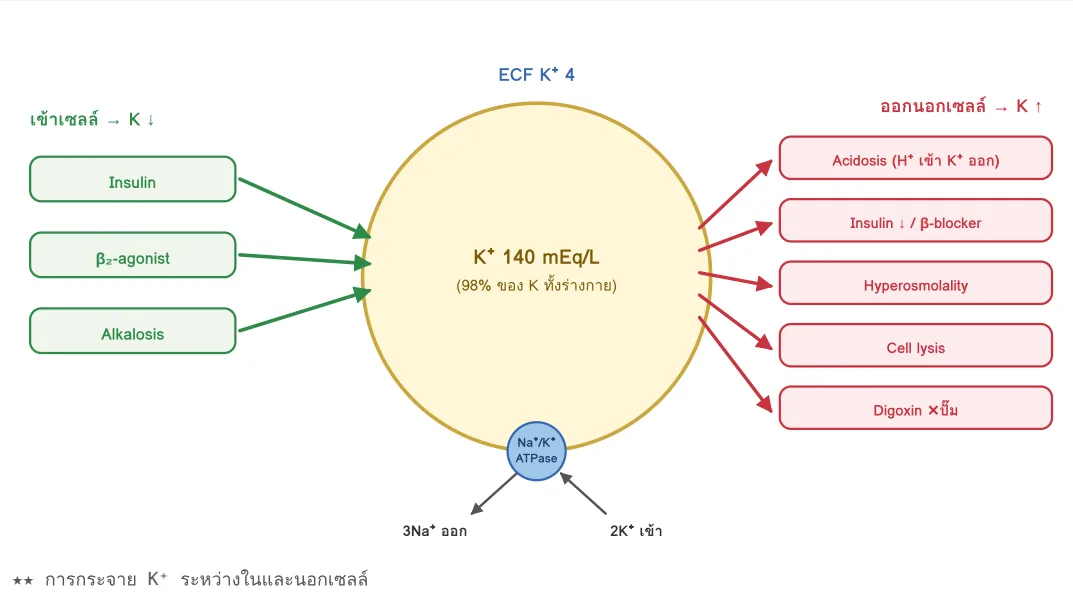 ECF K⁺ 4
เข้าเซลล์ → K ↓
Insulin
β₂-agonist
Alkalosis
K⁺ 140 mEq/L
(98% ของ K ทั้งร่างกาย)
ออกนอกเซลล์ → K ↑
Acidosis (H⁺ เข้า K⁺ ออก)
Insulin ↓ / β-blocker
Hyperosmolality
Cell lysis
Digoxin ✕ปั๊ม
Na⁺/K⁺
ATPase
3Na⁺ ออก
2K⁺ เข้า
★★ การกระจาย K⁺ ระหว่างในและนอกเซลล์